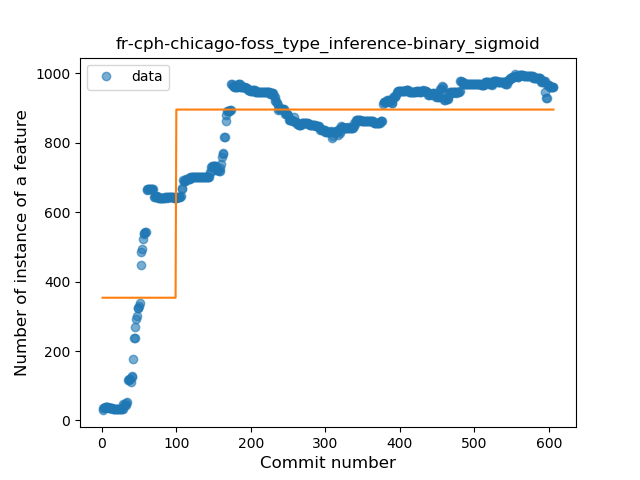 fr-cph-chicago-foss_type_inference-binary_sigmoid
data
Number of instance of a feature
1000
800
600
400
200
0
0 100 200 300 400 500 600
Commit number